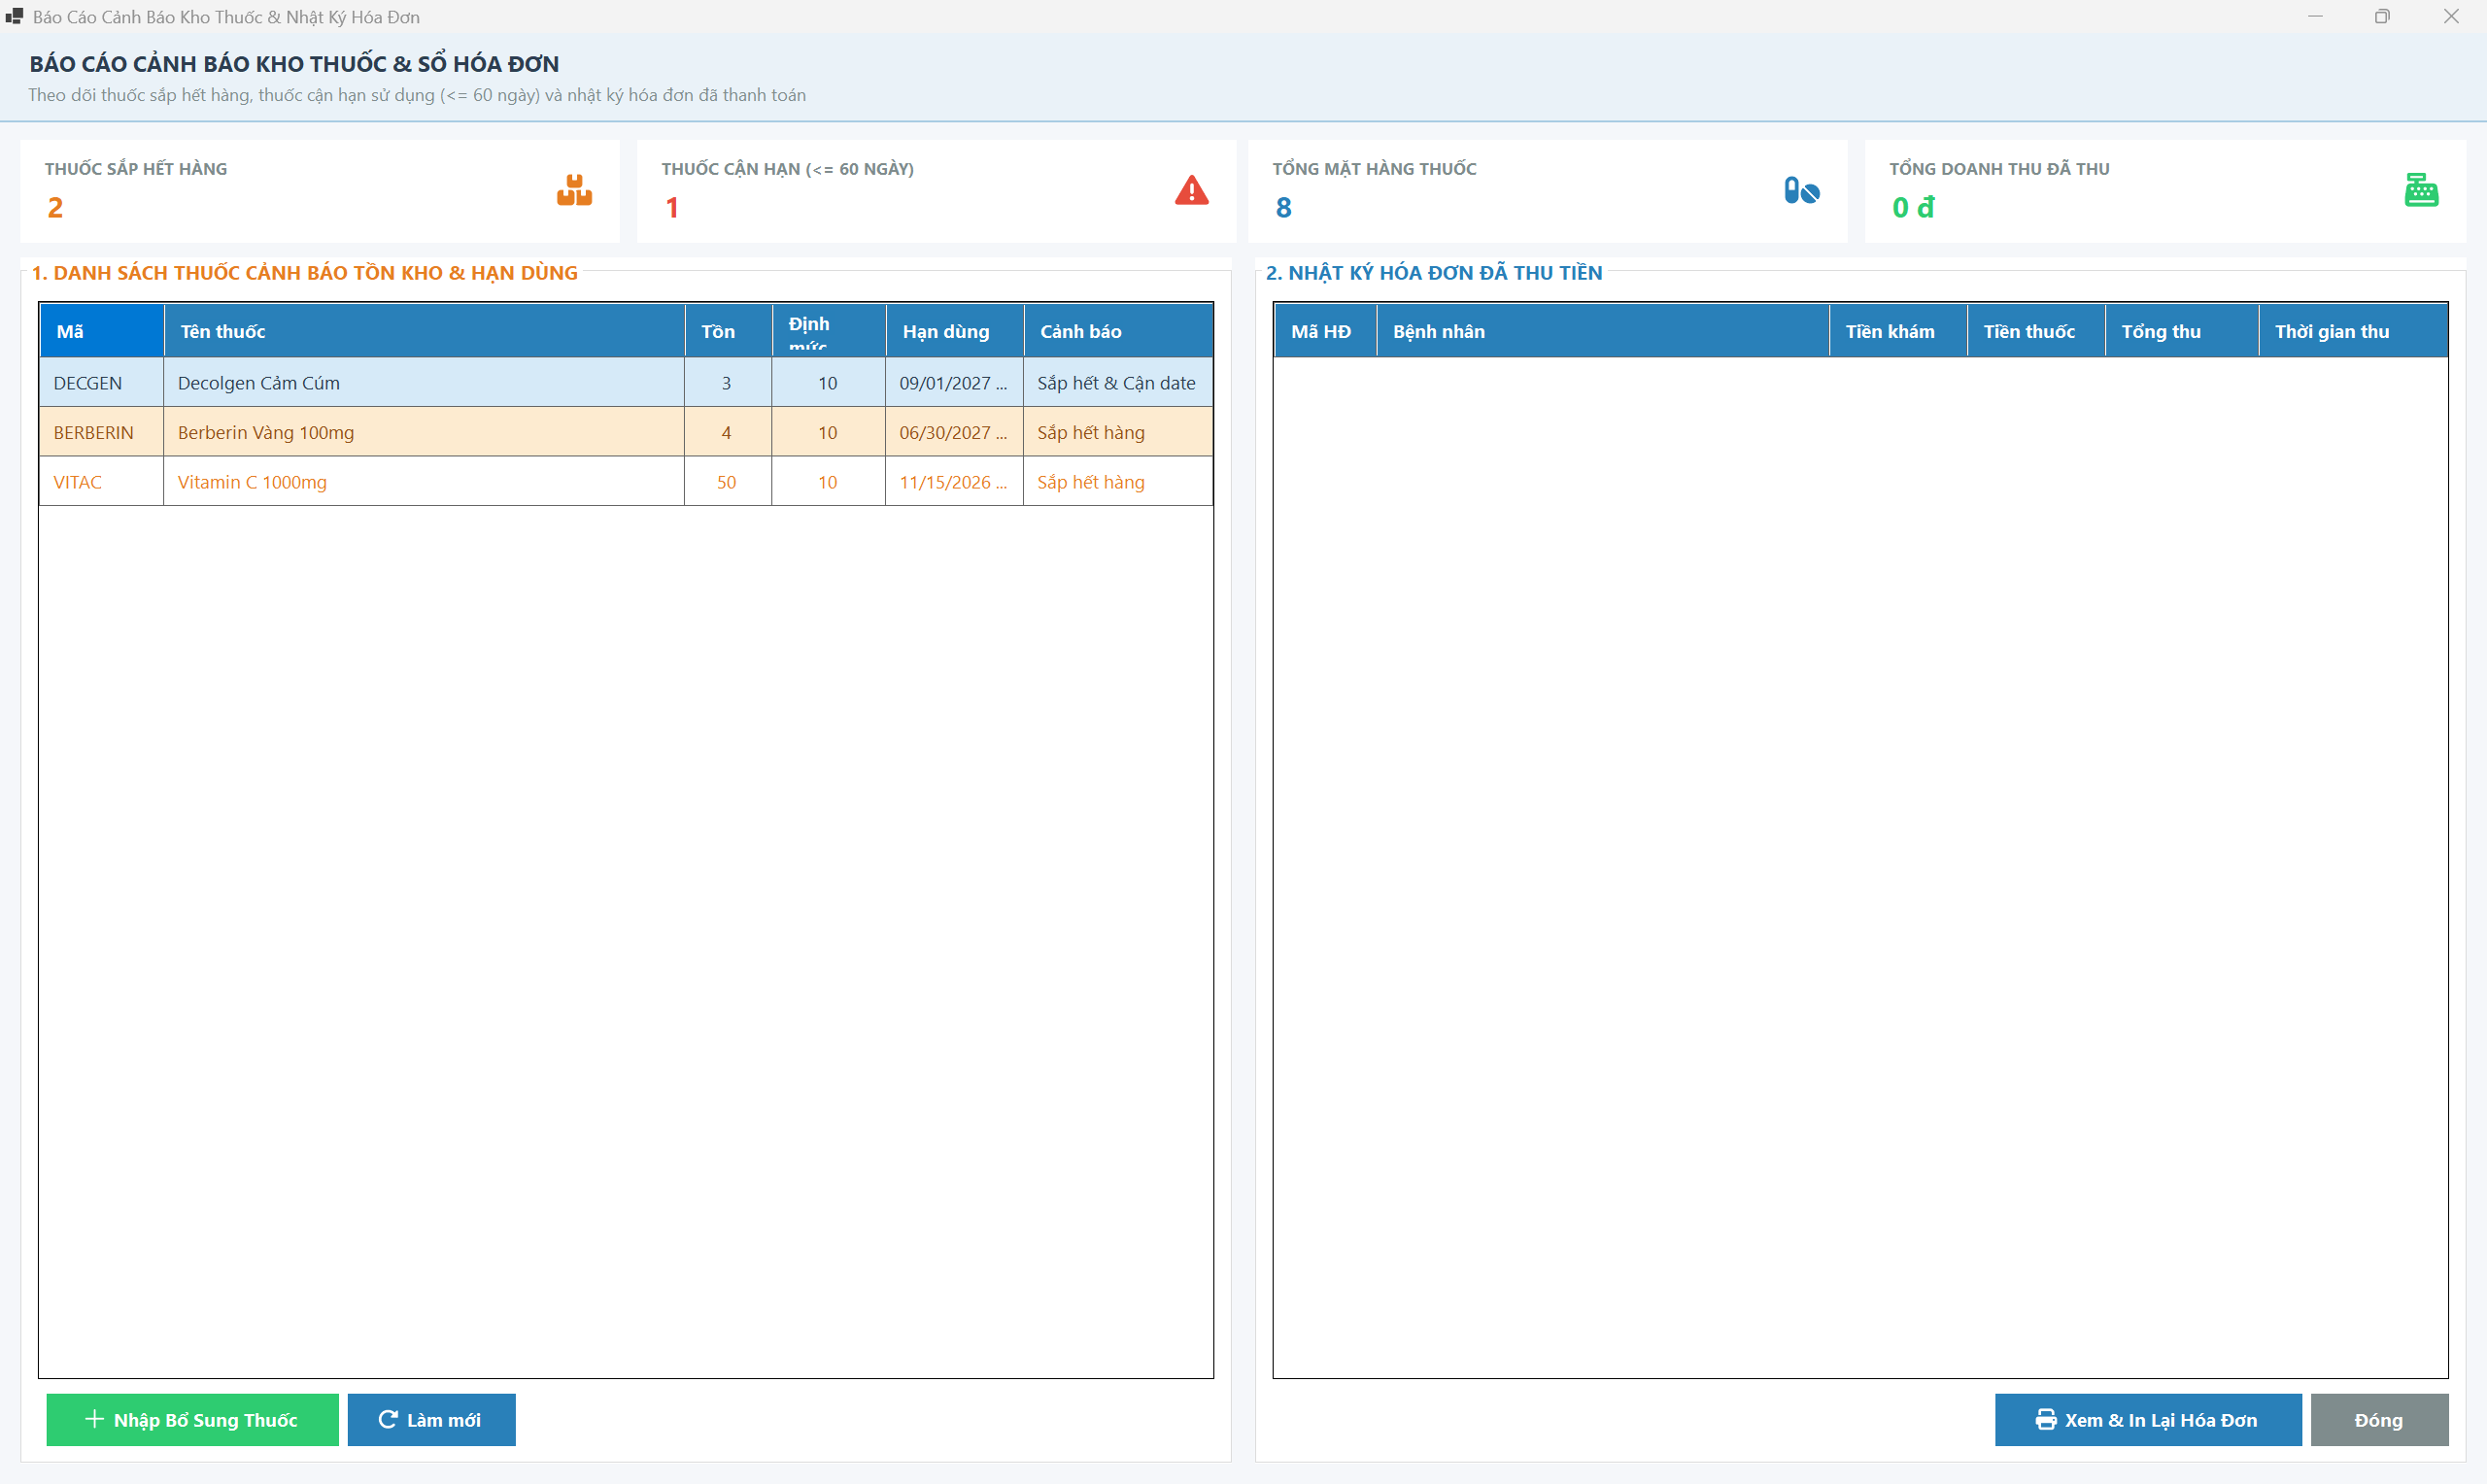 Báo Cáo Cảnh Báo Kho Thuốc & Nhật Ký Hóa Đơn
BÁO CÁO CẢNH BÁO KHO THUỐC & SỔ HÓA ĐƠN
Theo dõi thuốc sắp hết hàng, thuốc cận hạn sử dụng (<= 60 ngày) và nhật ký hóa đơn đã thanh toán
THUỐC SẮP HẾT HÀNG
2
THUỐC CẬN HẠN (<= 60 NGÀY)
1
TỔNG MẶT HÀNG THUỐC
8
TỔNG DOANH THU ĐÃ THU
0 đ
1. DANH SÁCH THUỐC CẢNH BÁO TỒN KHO & HẠN DÙNG
Mã Tên thuốc Tồn Định mức Hạn dùng Cảnh báo
DECGEN Decolgen Cảm Cúm 3 10 09/01/2027 ... Sắp hết & Cận date
BERBERIN Berberin Vàng 100mg 4 10 06/30/2027 ... Sắp hết hàng
VITAC Vitamin C 1000mg 50 10 11/15/2026 ... Sắp hết hàng
Nhập Bổ Sung Thuốc
Làm mới
2. NHẬT KÝ HÓA ĐƠN ĐÃ THU TIỀN
Mã HĐ Bệnh nhân Tiền khám Tiền thuốc Tổng thu Thời gian thu
Xem & In Lại Hóa Đơn
Đóng